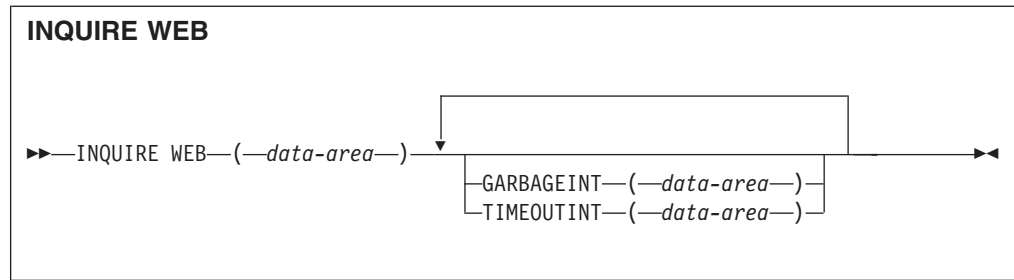 INQUIRE WEB
INQUIRE WEB ( data-area )
GARBAGEINT ( data-area )
TIMEOUTINT ( data-area )